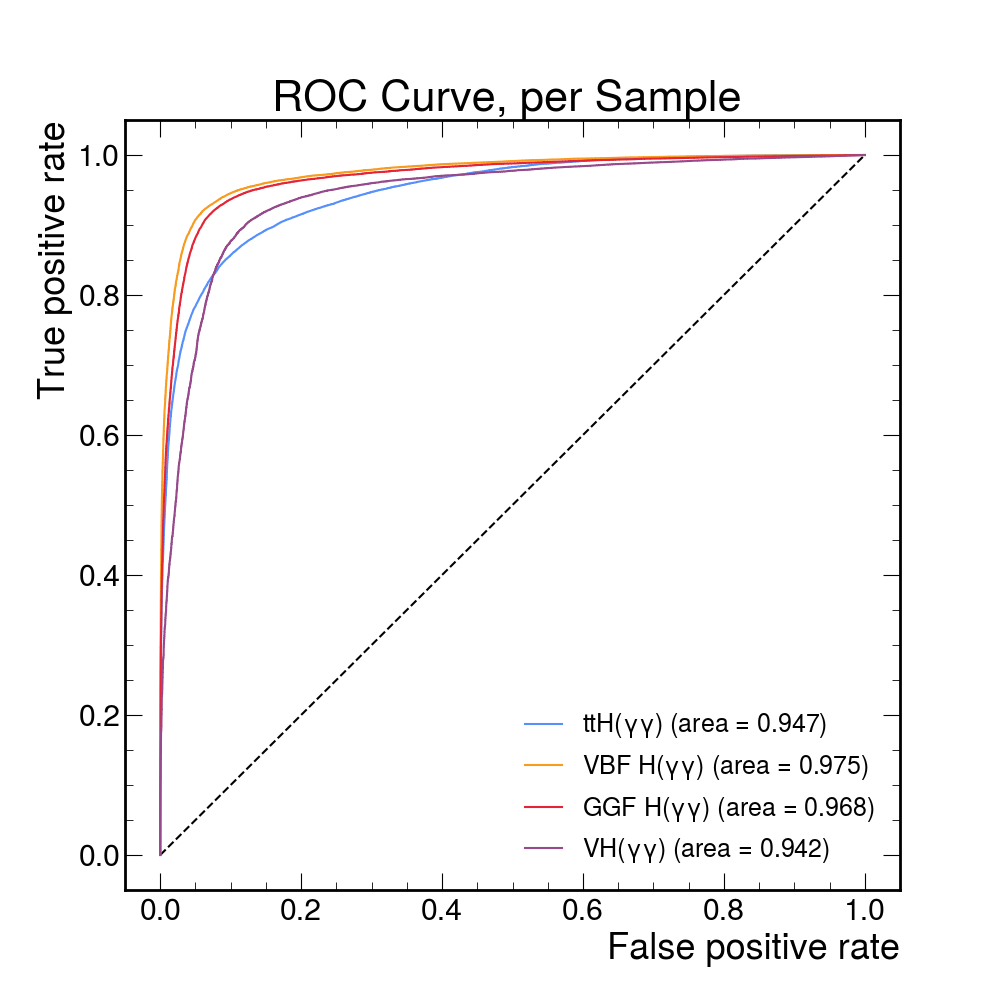 ROC Curve, per Sample
True positive rate
1.0
0.8
0.6
0.4
0.2
0.0
ttH(γγ) (area = 0.947)
VBF H(γγ) (area = 0.975)
GGF H(γγ) (area = 0.968)
VH(γγ) (area = 0.942)
0.0 0.2 0.4 0.6 0.8 1.0
False positive rate